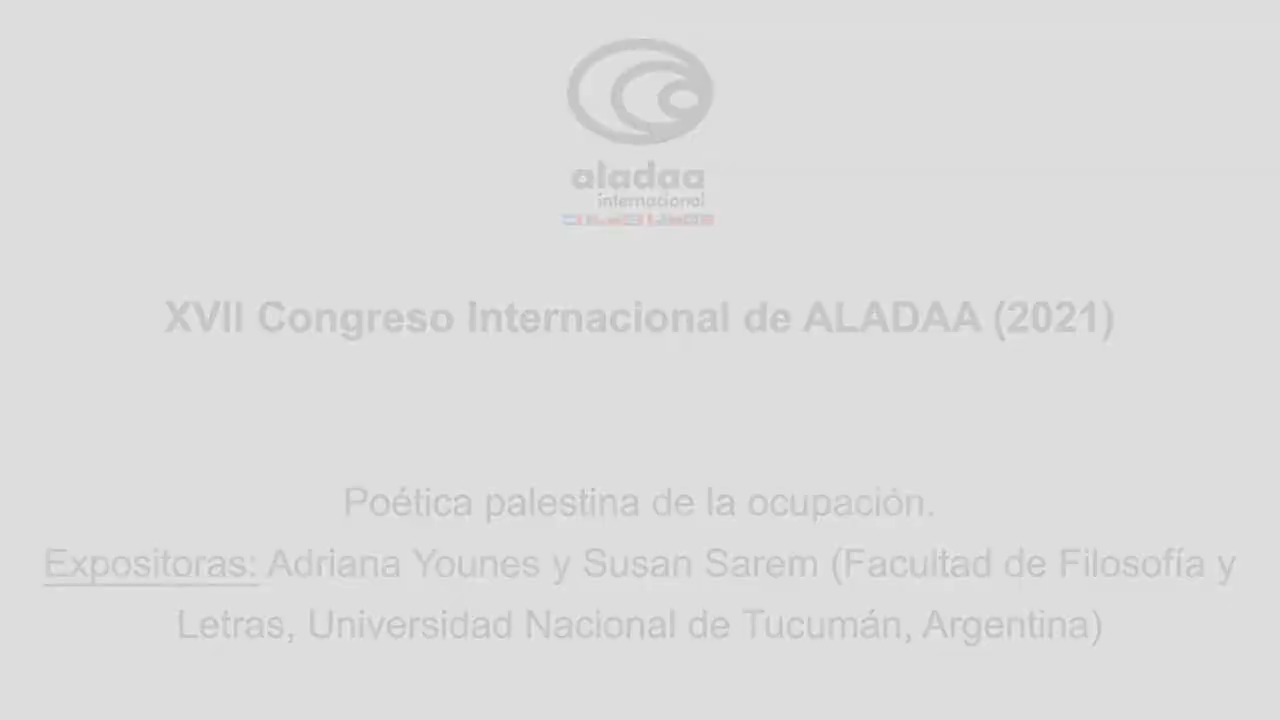 aladaa
internacional
XVII Congreso Internacional de ALADAA (2021)
Poética palestina de la ocupación.
Expositoras: Adriana Younes y Susan Sarem (Facultad de Filosofía y
Letras, Universidad Nacional de Tucumán, Argentina)